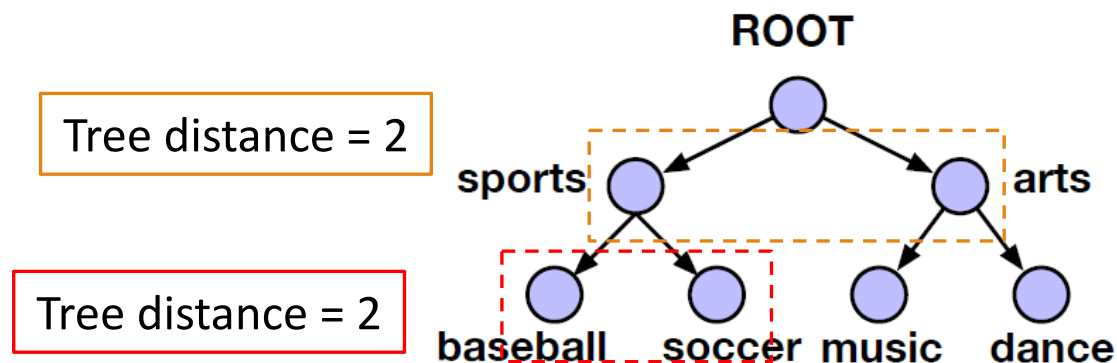 ROOT
Tree distance = 2
sports
arts
Tree distance = 2
baseball
soccer
music
dance